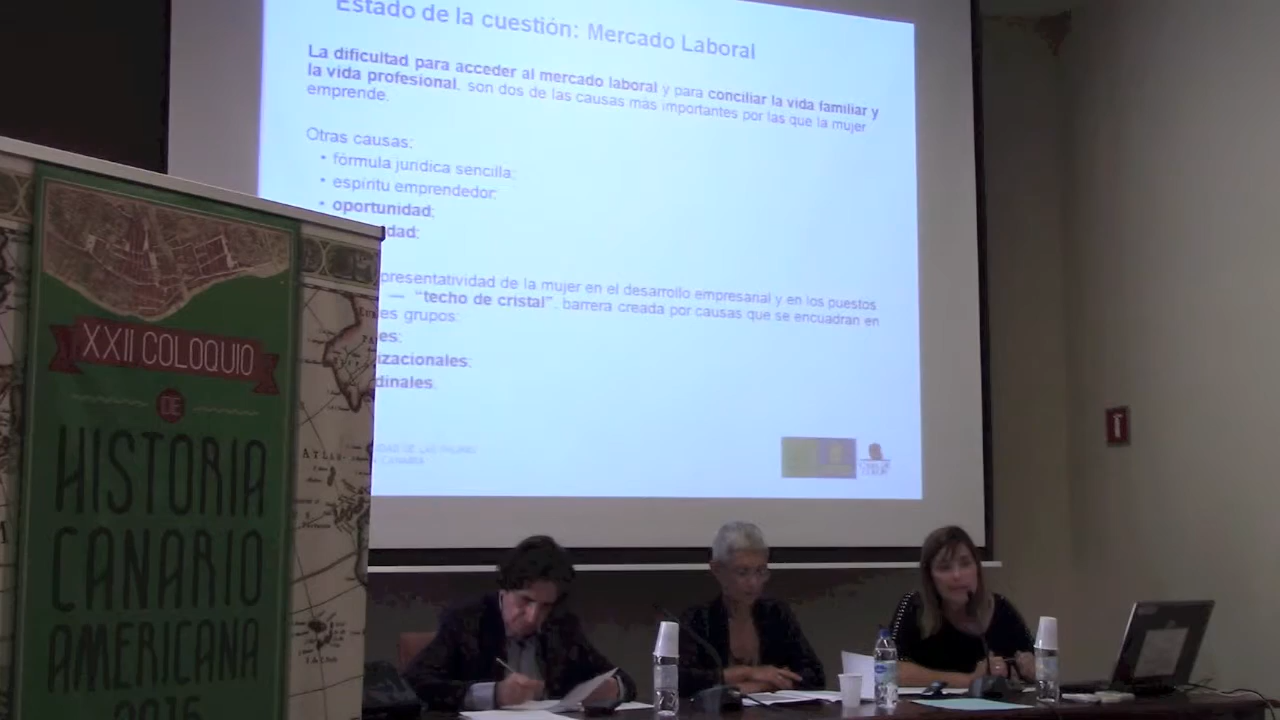 Estado de la cuestión: Mercado Laboral
La dificultad para acceder al mercado laboral y para conciliar la vida familiar y
la vida profesional, son dos de las causas más importantes por las que la mujer
emprende.
Otras causas:
• fórmula jurídica sencilla;
• espíritu emprendedor;
• oportunidad;
dad;
presentatividad de la mujer en el desarrollo empresarial y en los puestos
— "techo de cristal", barrera creada por causas que se encuadran en
es grupos:
es;
izacionales;
dinales.
XXII COLOQUIO
DE
HISTORIA
CANARIO
AMERICANA